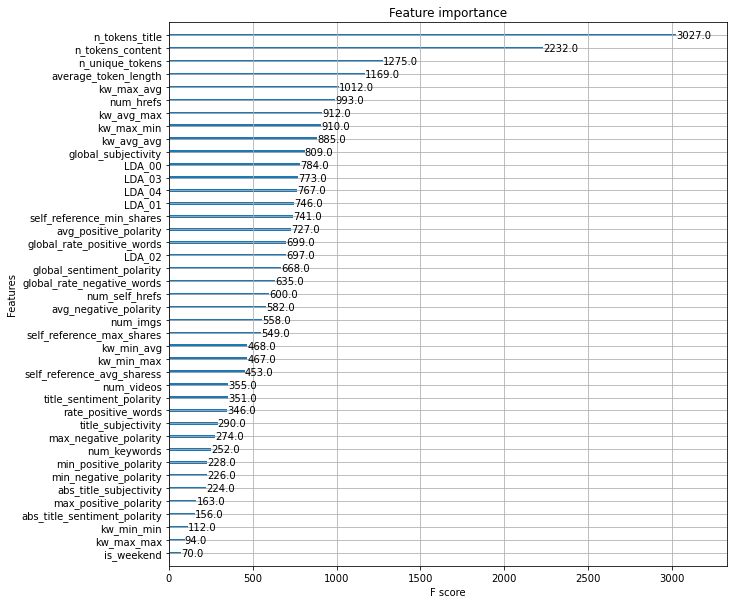 Feature importance
n_tokens_title 3027.0
n_tokens_content 2232.0
n_unique_tokens 1275.0
average_token_length 1169.0
kw_max_avg 1012.0
num_hrefs 993.0
kw_avg_max 912.0
kw_max_min 910.0
kw_avg_avg 885.0
global_subjectivity 809.0
LDA_00 784.0
LDA_03 773.0
LDA_04 767.0
LDA_01 746.0
self_reference_min_shares 741.0
avg_positive_polarity 727.0
global_rate_positive_words 699.0
LDA_02 697.0
global_sentiment_polarity 668.0
global_rate_negative_words 635.0
num_self_hrefs 600.0
avg_negative_polarity 582.0
num_imgs 558.0
self_reference_max_shares 549.0
kw_min_avg 468.0
kw_min_max 467.0
self_reference_avg_sharess 453.0
num_videos 355.0
title_sentiment_polarity 351.0
rate_positive_words 346.0
title_subjectivity 290.0
max_negative_polarity 274.0
num_keywords 252.0
min_positive_polarity 228.0
min_negative_polarity 226.0
abs_title_subjectivity 224.0
max_positive_polarity 163.0
abs_title_sentiment_polarity 156.0
kw_min_min 112.0
kw_max_max 94.0
is_weekend 70.0
Features
0 500 1000 1500 2000 2500 3000
F score